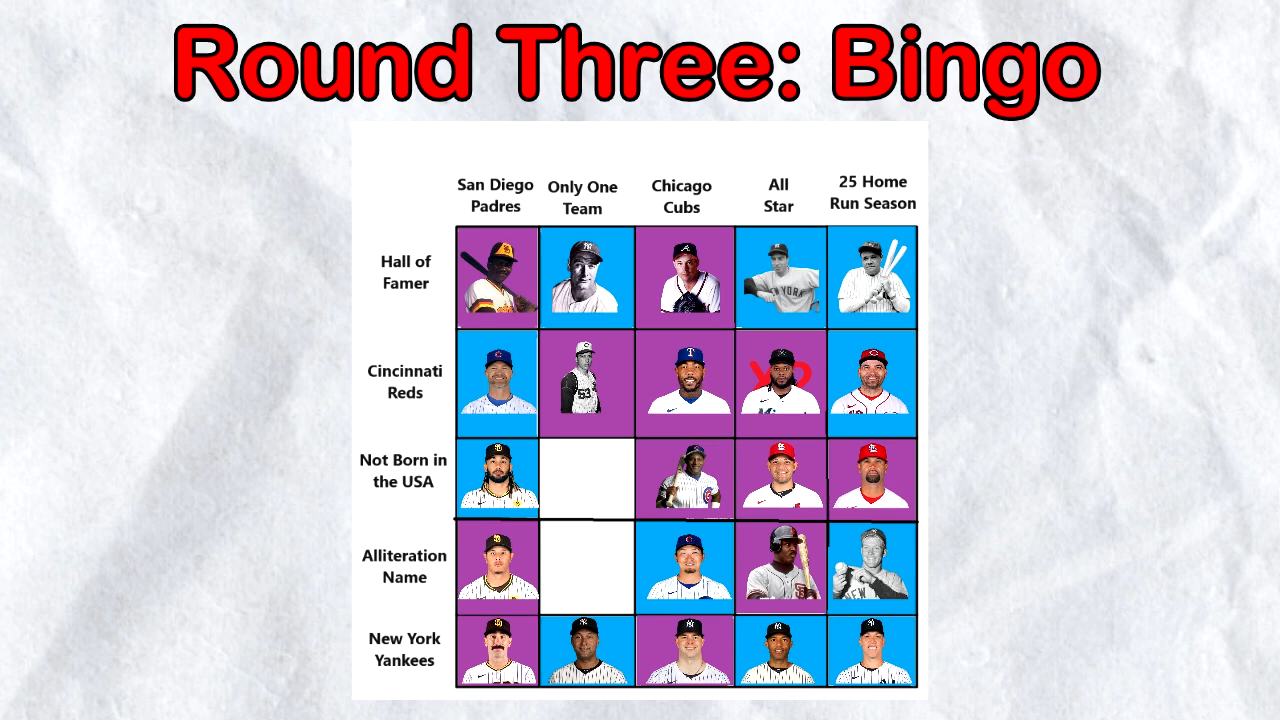 Round Three: Bingo
San Diego
Padres
Only One
Team
Chicago
Cubs
All
Star
25 Home
Run Season
Hall of
Famer
Cincinnati
Reds
Not Born in
the USA
Alliteration
Name
New York
Yankees